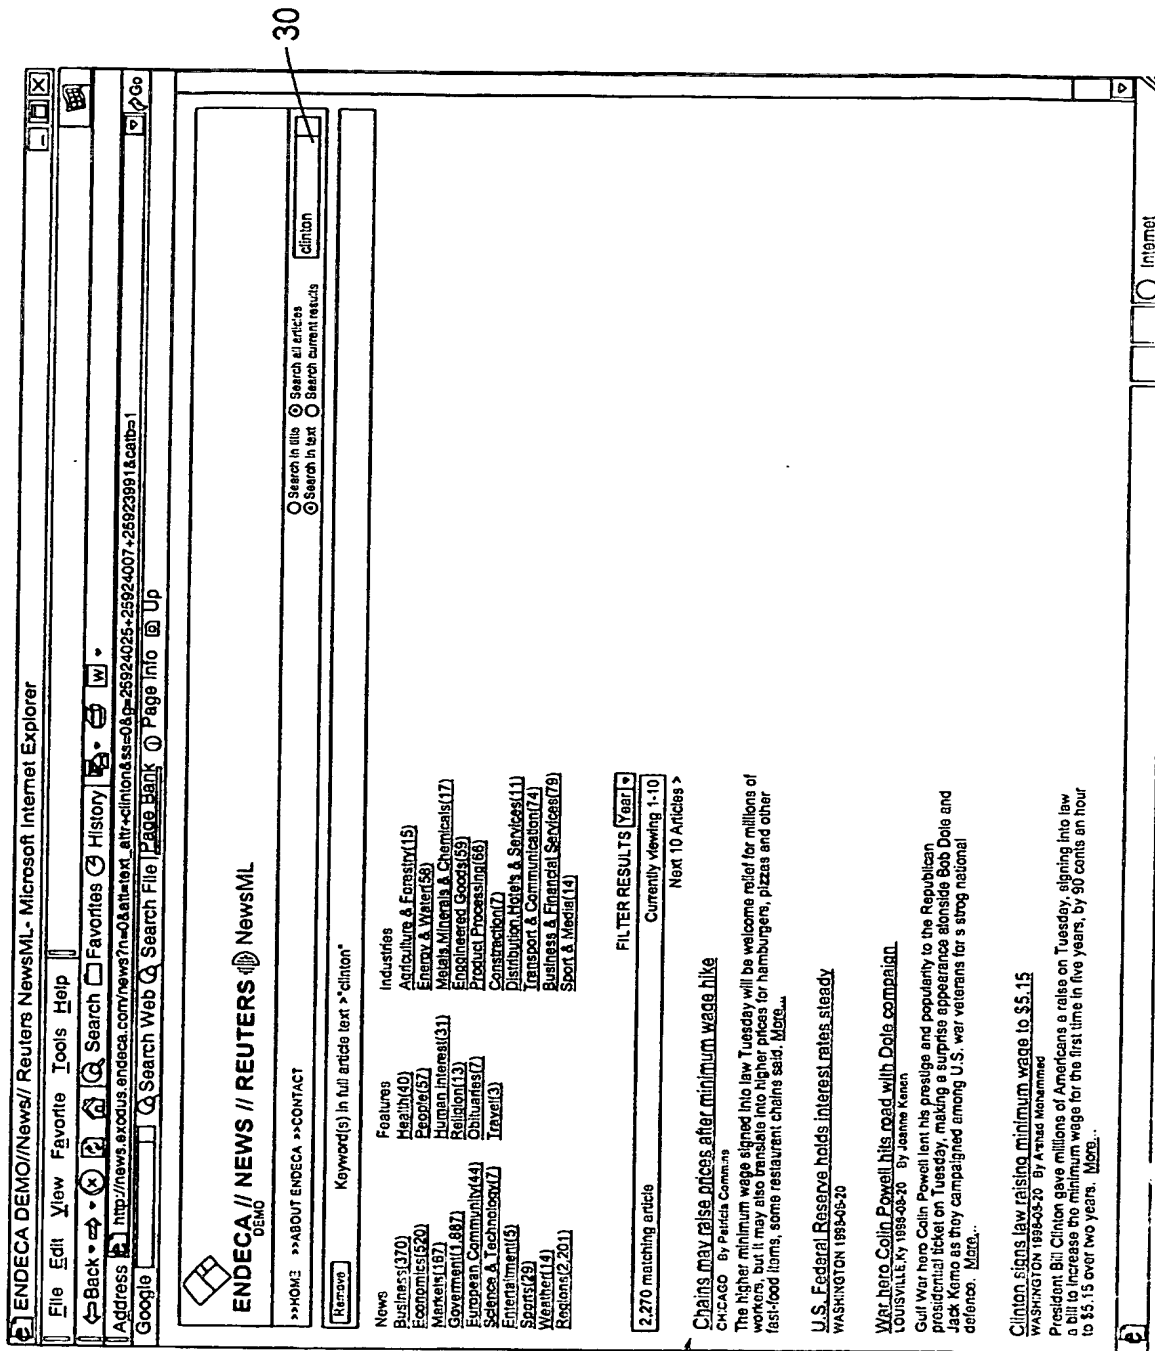 ENDECA DEMO//News// Reuters NewsML- Microsoft Internet Explorer
File Edit View Favorite Tools Help
Back Search Favorites History W
Address http://news.exodus.endeca.com/news?n=0&att=text_attr+clinton&ss=0&g=25924025+25924007+25923991&catb=1 Go
Google Search Web Search File Page Bank Page Info Up
ENDECA // NEWS // REUTERS NewsML
DEMO
>>HOME >>ABOUT ENDECA >>CONTACT
Search in title Search all articles
Search in text Search current results
clinton
30
Remove Keyword(s) in full article text >"clinton"
News
Business(370)
Economics(520)
Markets(187)
Goverment(1,887)
European Community(44)
Science & Technology(7)
Entertainment(5)
Sports(29)
Weather(14)
Regions(2,201)
Features
Health(40)
People(57)
Human Interest(31)
Religion(13)
Obituaries(7)
Travel(3)
Industries
Agriculture & Forestry(15)
Energy & Water(58)
Metals, Minerals & Chemicals(17)
Engineered Goods(59)
Product Processing(66)
Constraction(7)
Distribution, Hotels & Services(11)
Transport & Communication(74)
Business & Financial Services(79)
Sport & Media(14)
FILTER RESULTS Year
2,270 matching article Currently viewing 1-10
Next 10 Articles >
Chains may raise prices after minimum wage hike
CHICAGO By Patricia Commins
The higher minimum wage signed into law Tuesday will be welcome relief for millions of
workers, but it may also translate into higher prices for hamburgers, pizzas and other
fast-food items, some restaurant chains said. More...
U.S. Federal Reserve holds interest rates steady
WASHINGTON 1998-08-20
War hero Colin Powell hits road with Dole compaign
LOUISVILLE, Ky 1998-08-20 By Joanne Kenen
Gulf War hero Colin Powell lent his prestige and popularity to the Republican
prosidential ticket on Tuesday, making a surprise appearance alonside Bob Dole and
Jack Kemo as they campaigned among U.S. war veterans for s strog national
defence. More...
Clinton signs law raising minimum wage to $5.15
WASHINGTON 1998-08-20 By Arshad Mohammed
President Bill Clinton gave millions of Americans a raise on Tuesday, signing into law
a bill to increase the minimum wage for the first time in five years, by 90 conts an hour
to $5.15 over two years. More...
Internet